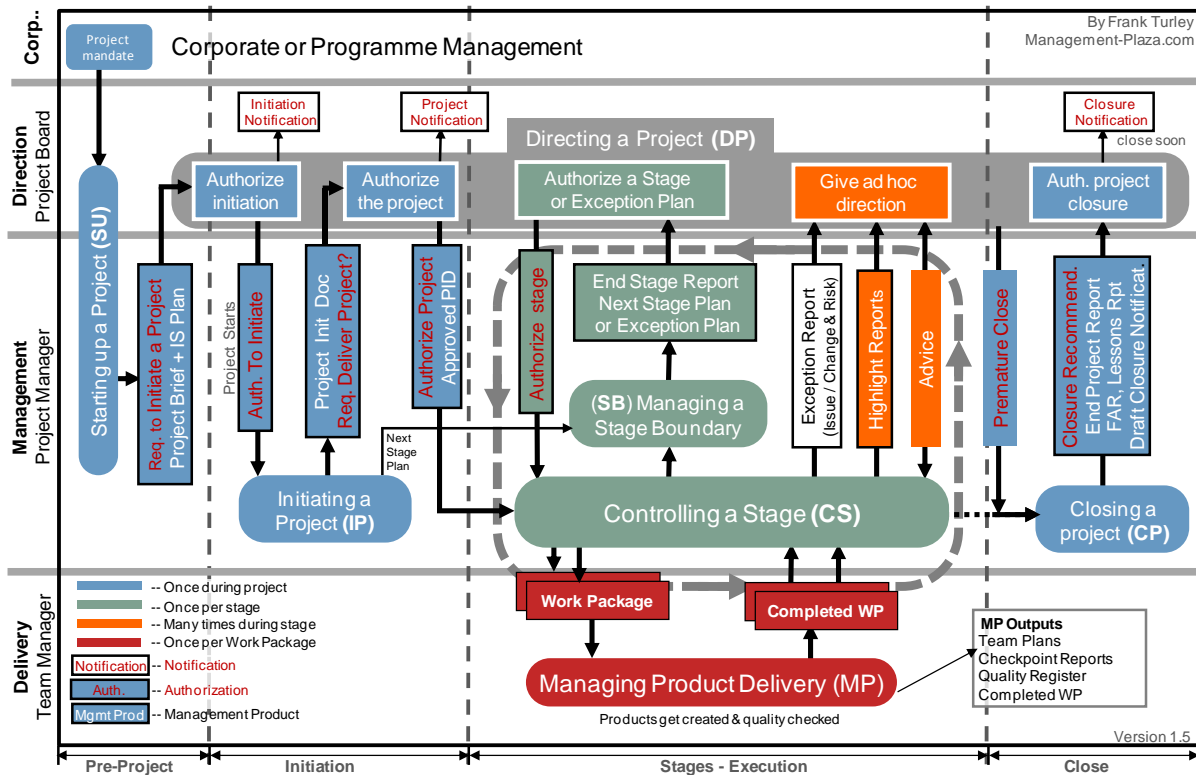 Corp..
Project
mandate
Corporate or Programme Management
By Frank Turley
Management-Plaza.com
Direction
Project Board
Initiation
Notification
Project
Notification
Closure
Notification
close soon
Directing a Project (DP)
Authorize
initiation
Authorize
the project
Authorize a Stage
or Exception Plan
Give ad hoc
direction
Auth. project
closure
Management
Project Manager
Starting up a Project (SU)
Req. to Initiate a Project
Project Brief + IS Plan
Project Starts
Auth. To Initiate
Project Init Doc
Req. Deliver Project?
Authorize Project
Approved PID
Authorize stage
End Stage Report
Next Stage Plan
or Exception Plan
Exception Report
(Issue / Change & Risk)
Highlight Reports
Advice
Premature Close
Closure Recommend.
End Project Report
FAR, Lessons Rpt
Draft Closure Notificat.
(SB) Managing a
Stage Boundary
Next
Stage
Plan
Initiating a
Project (IP)
Controlling a Stage (CS)
Closing a
project (CP)
Delivery
Team Manager
-- Once during project
-- Once per stage
-- Many times during stage
-- Once per Work Package
Notification -- Notification
Auth. -- Authorization
Mgmt Prod -- Management Product
Work Package
Completed WP
Managing Product Delivery (MP)
Products get created & quality checked
MP Outputs
Team Plans
Checkpoint Reports
Quality Register
Completed WP
Version 1.5
Pre-Project
Initiation
Stages - Execution
Close